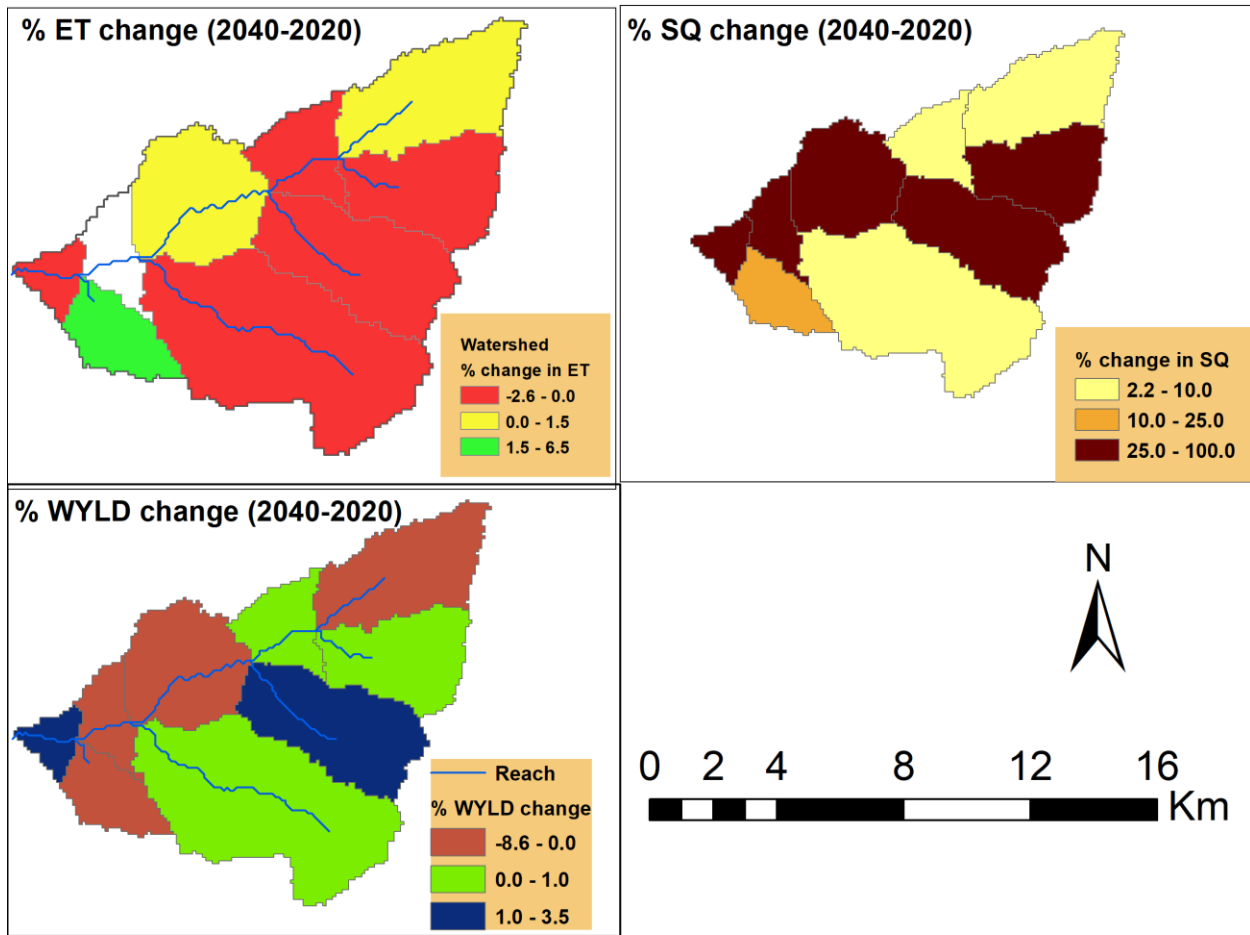 % ET change (2040-2020)
Watershed
% change in ET
-2.6 - 0.0
0.0 - 1.5
1.5 - 6.5
% SQ change (2040-2020)
% change in SQ
2.2 - 10.0
10.0 - 25.0
25.0 - 100.0
% WYLD change (2040-2020)
Reach
% WYLD change
-8.6 - 0.0
0.0 - 1.0
1.0 - 3.5
N
0 2 4 8 12 16
Km